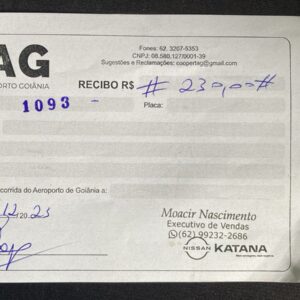 Fones: 62. 3207-5353
CNPJ: 08.580.127/0001-39
Sugestões e Reclamações: coopertag@gmail.com
AG
PORTO GOIÂNIA
RECIBO R$ # 230,00 #
1093
Placa:
corrida do Aeroporto de Goiânia a:
12.20.23
Moacir Nascimento
Executivo de Vendas
(62) 99232-2686
NISSAN KATANA